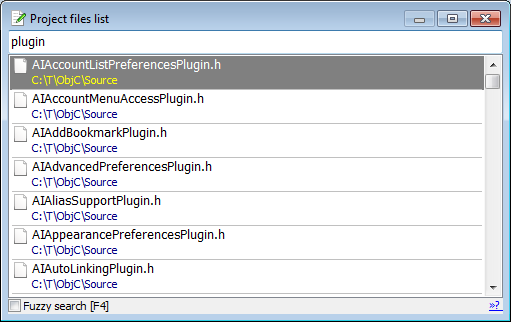 Project files list
plugin
AIAccountListPreferencesPlugin.h
C:\T\ObjC\Source
AIAccountMenuAccessPlugin.h
C:\T\ObjC\Source
AIAddBookmarkPlugin.h
C:\T\ObjC\Source
AIAdvancedPreferencesPlugin.h
C:\T\ObjC\Source
AIAliasSupportPlugin.h
C:\T\ObjC\Source
AIAppearancePreferencesPlugin.h
C:\T\ObjC\Source
AIAutoLinkingPlugin.h
C:\T\ObjC\Source
Fuzzy search [F4] »?